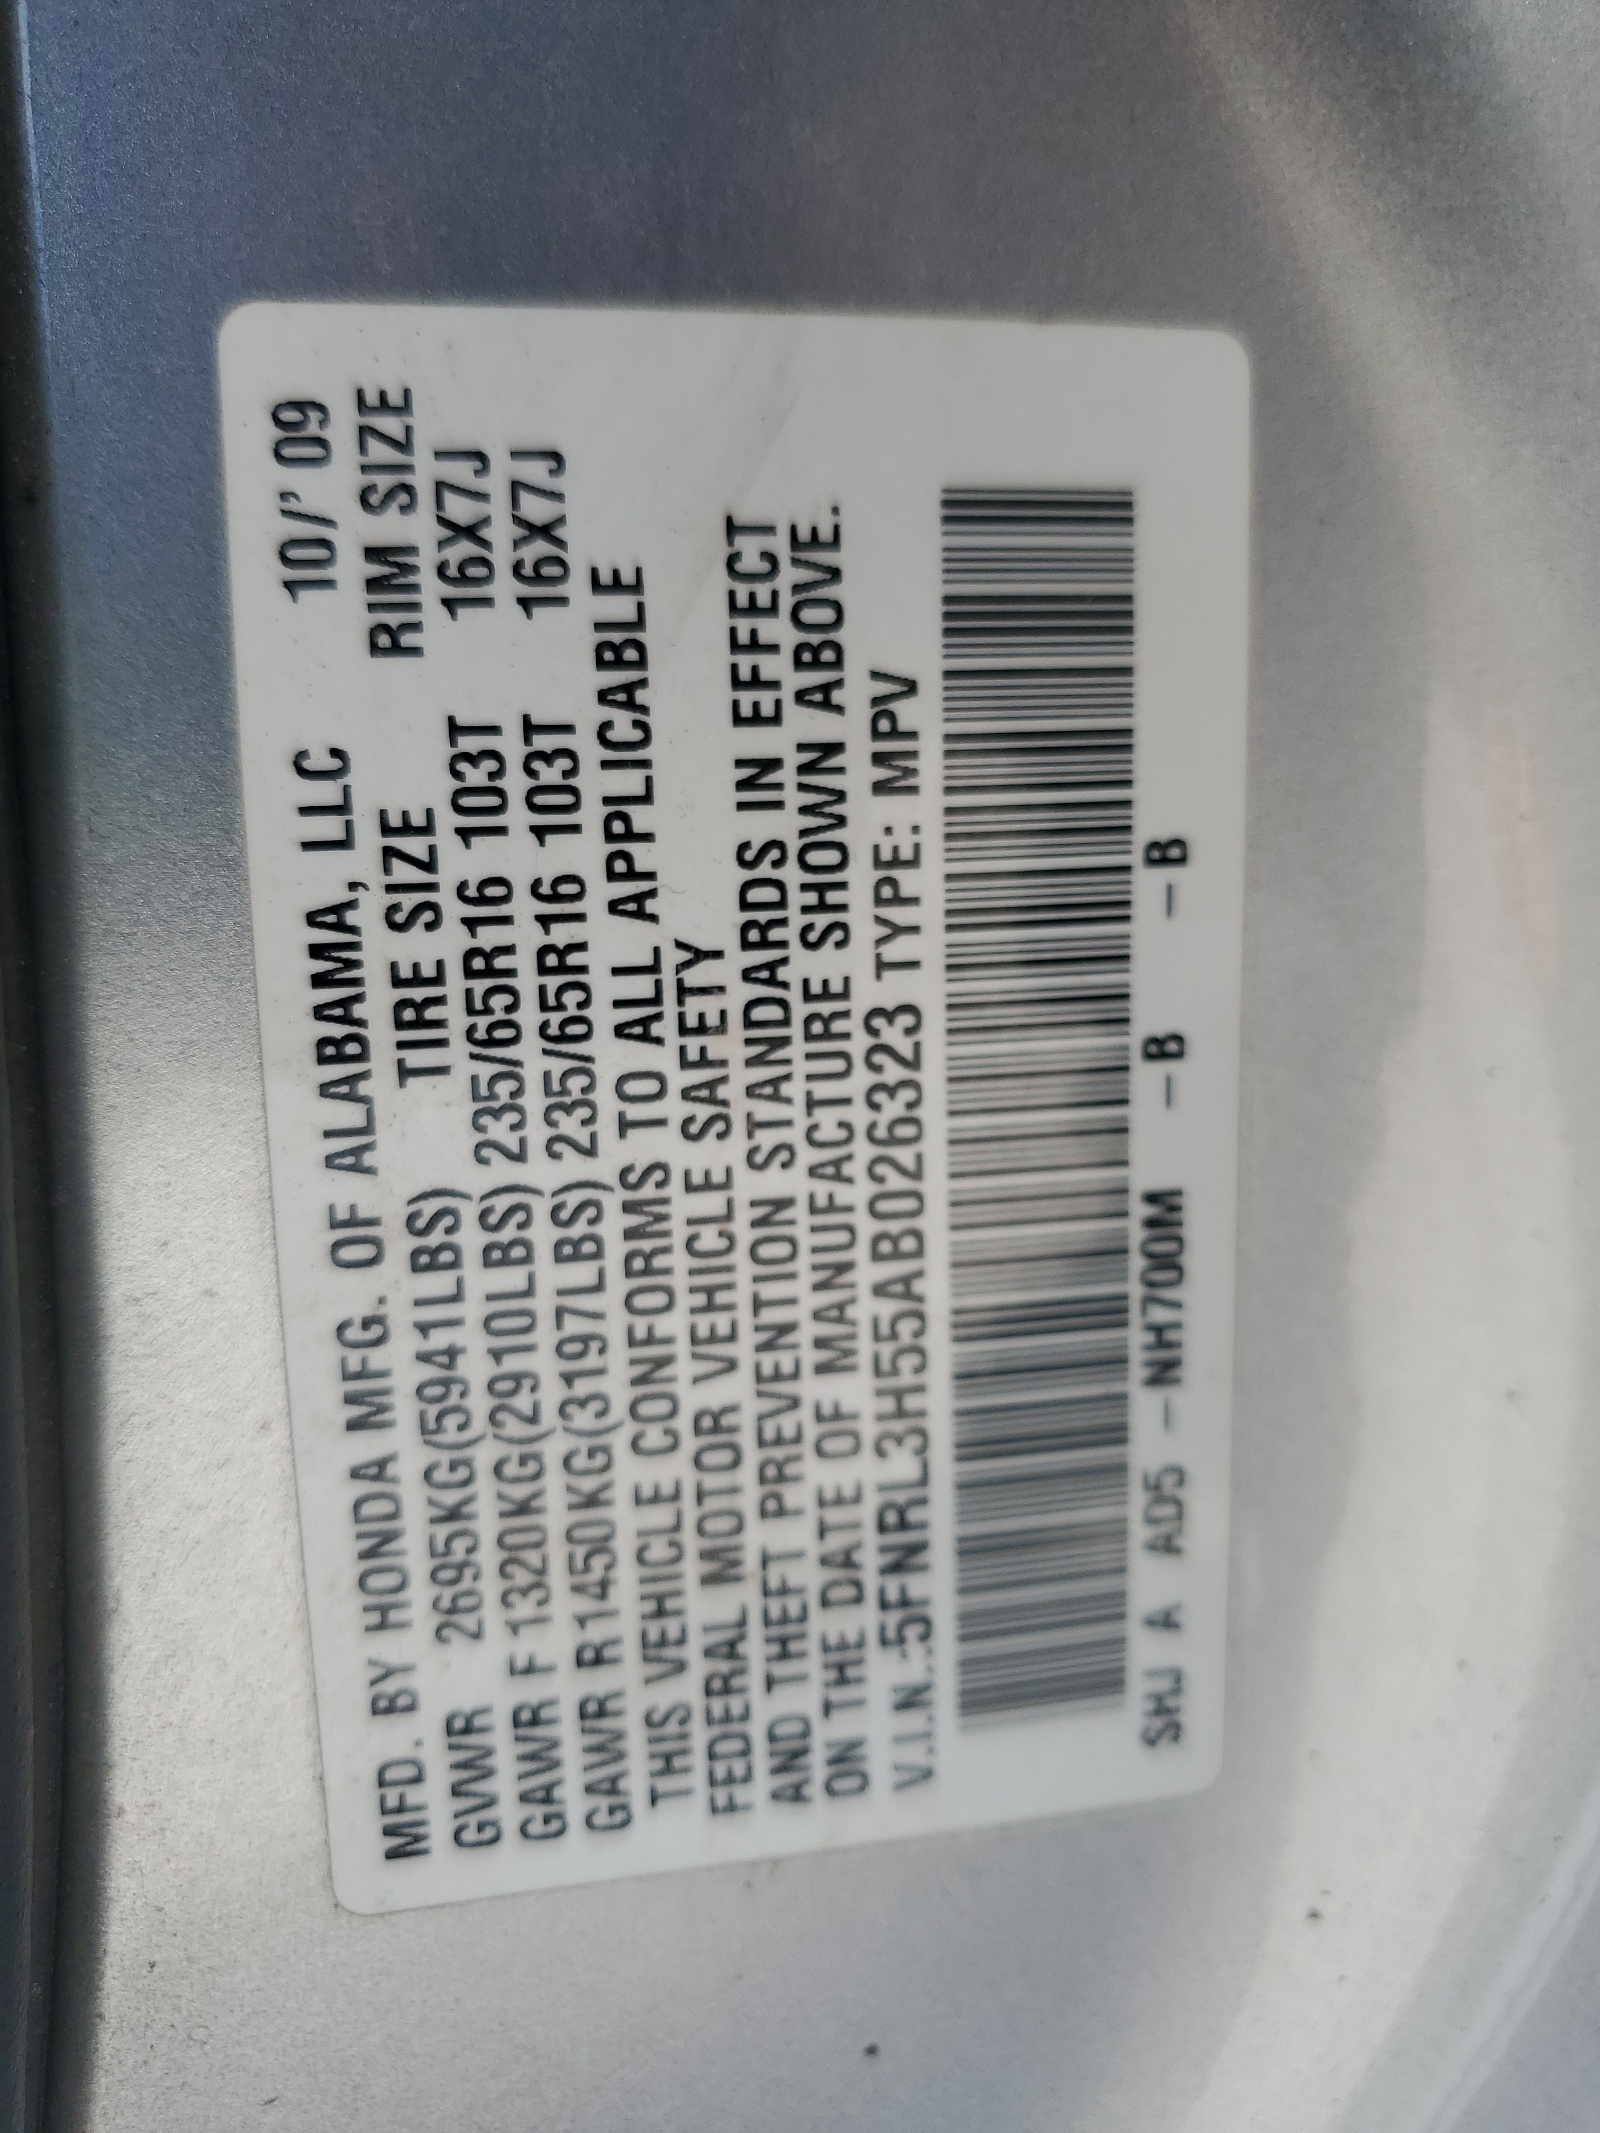 MFD. BY HONDA MFG. OF ALABAMA, LLC 10/' 09
TIRE SIZE RIM SIZE
GVWR 2695KG(5941LBS)
GAWR F 1320KG(2910LBS) 235/65R16 103T 16X7J
GAWR R1450KG(3197LBS) 235/65R16 103T 16X7J
THIS VEHICLE CONFORMS TO ALL APPLICABLE
FEDERAL MOTOR VEHICLE SAFETY
AND THEFT PREVENTION STANDARDS IN EFFECT
ON THE DATE OF MANUFACTURE SHOWN ABOVE.
V.I.N.:5FNRL3H55AB026323 TYPE: MPV
SHJ A AD5 -NH700M -B -B